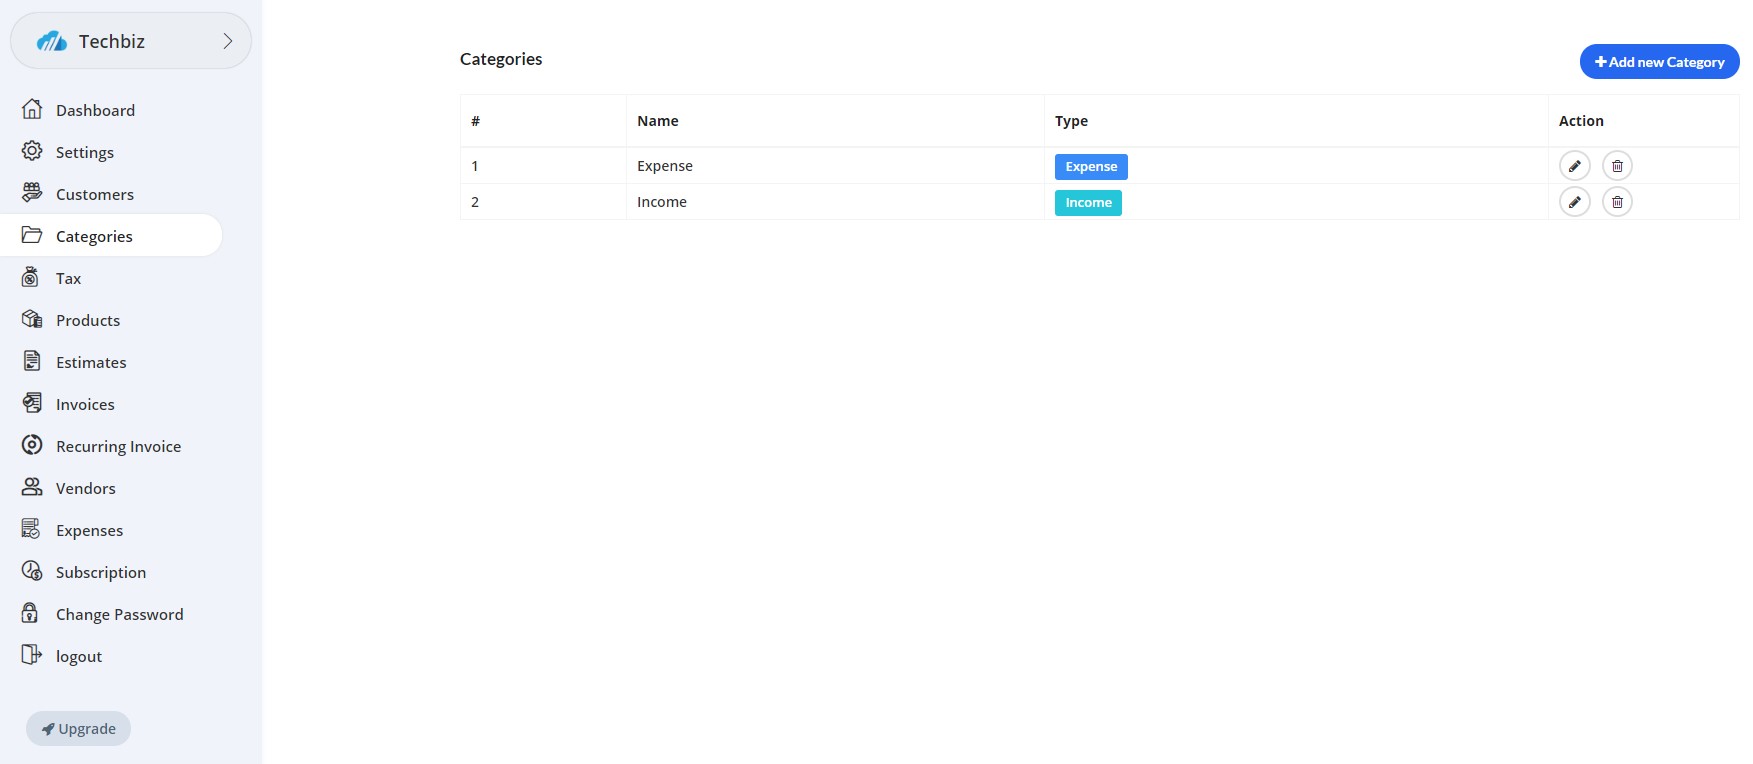 Techbiz
Dashboard
Settings
Customers
Categories
Tax
Products
Estimates
Invoices
Recurring Invoice
Vendors
Expenses
Subscription
Change Password
logout
Upgrade
Categories
Add new Category
# Name Type Action
1 Expense Expense
2 Income Income